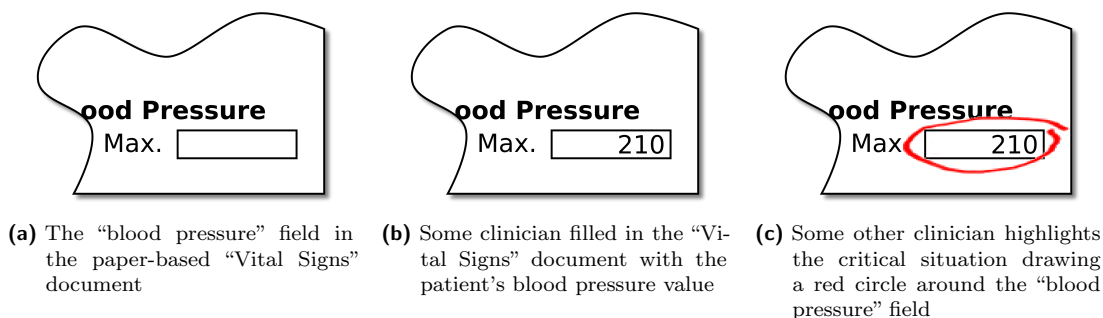 ood Pressure
Max.
ood Pressure
Max. 210
ood Pressure
Max 210
(a) The “blood pressure” field in
the paper-based “Vital Signs”
document
(b) Some clinician filled in the “Vi-
tal Signs” document with the
patient’s blood pressure value
(c) Some other clinician highlights
the critical situation drawing
a red circle around the “blood
pressure” field